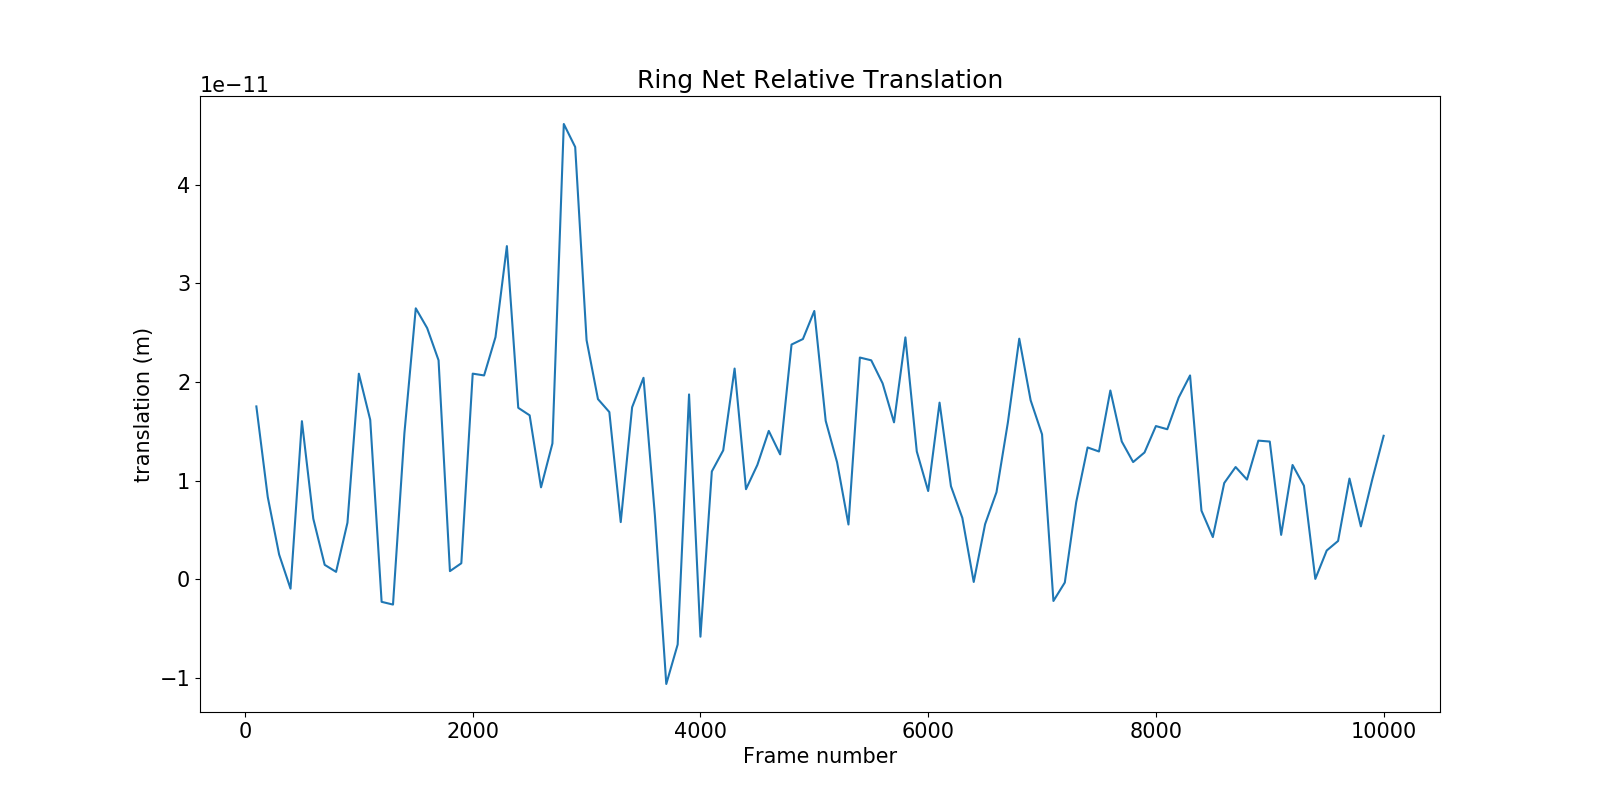 Ring Net Relative Translation
1e−11
4
3
2
1
0
−1
translation (m)
0 2000 4000 6000 8000 10000
Frame number